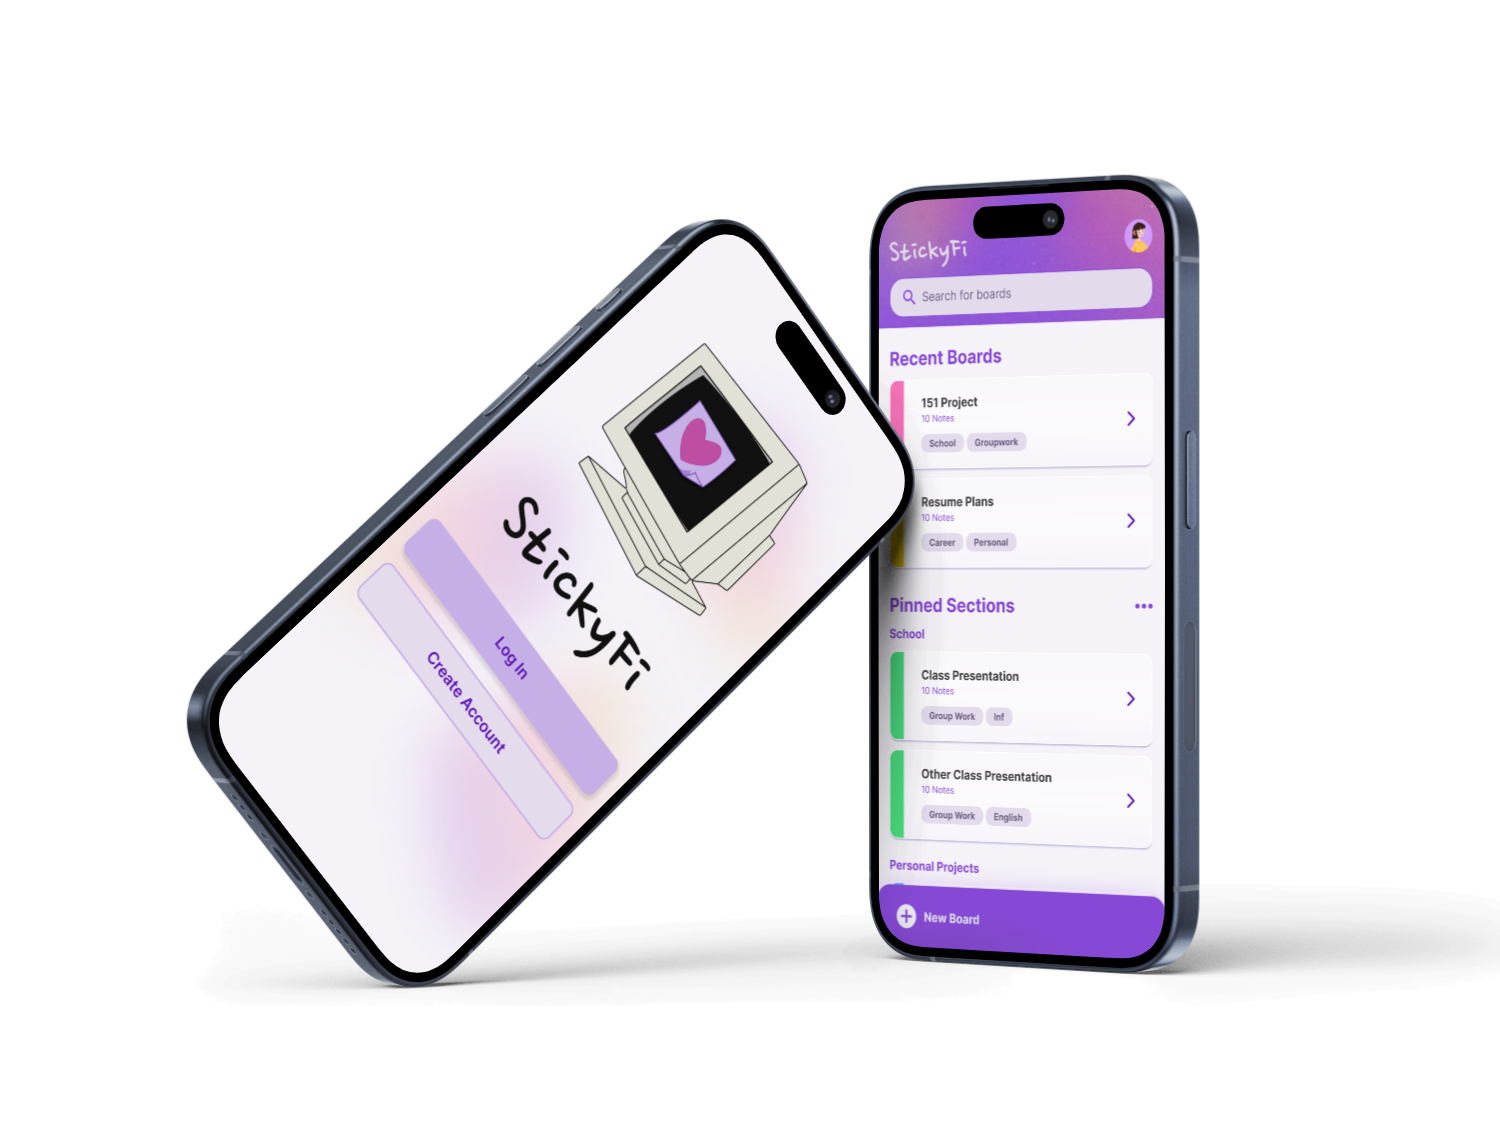 StickyFi
Log In
Create Account
StickyFi
Search for boards
Recent Boards
151 Project
10 Notes
School Groupwork
Resume Plans
10 Notes
Career Personal
Pinned Sections
School
Class Presentation
10 Notes
Group Work Inf
Other Class Presentation
10 Notes
Group Work English
Personal Projects
New Board